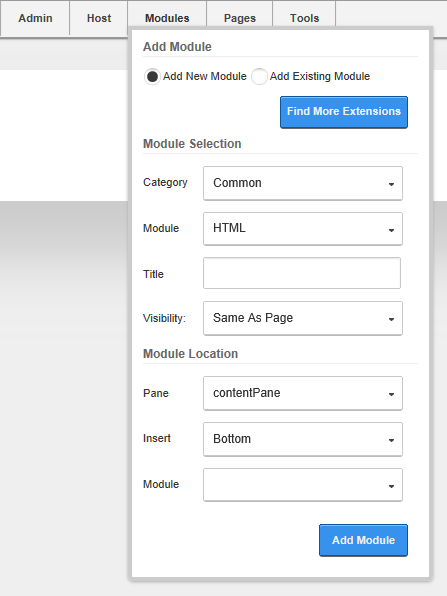 Admin Host Modules Pages Tools
Add Module
Add New Module Add Existing Module
Find More Extensions
Module Selection
Category Common
Module HTML
Title
Visibility: Same As Page
Module Location
Pane contentPane
Insert Bottom
Module
Add Module